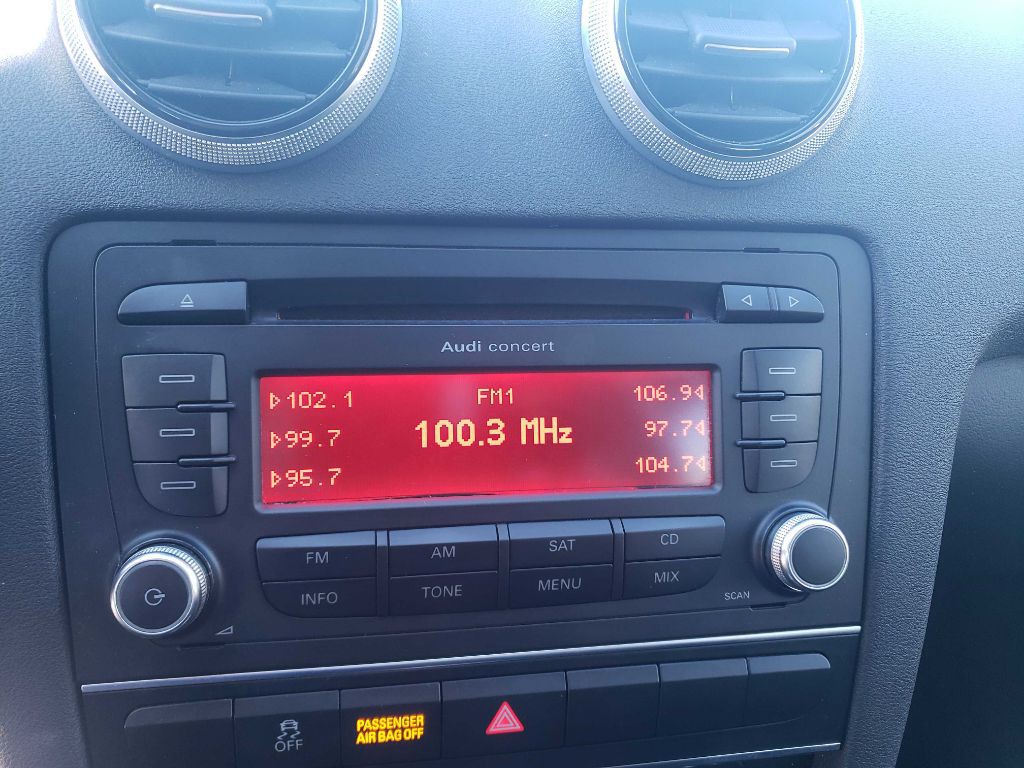 Audi concert
102.1 FM1 106.9
99.7 100.3 MHz 97.7
95.7 104.7
FM AM SAT CD
INFO TONE MENU MIX
SCAN
OFF PASSENGER
AIR BAG OFF